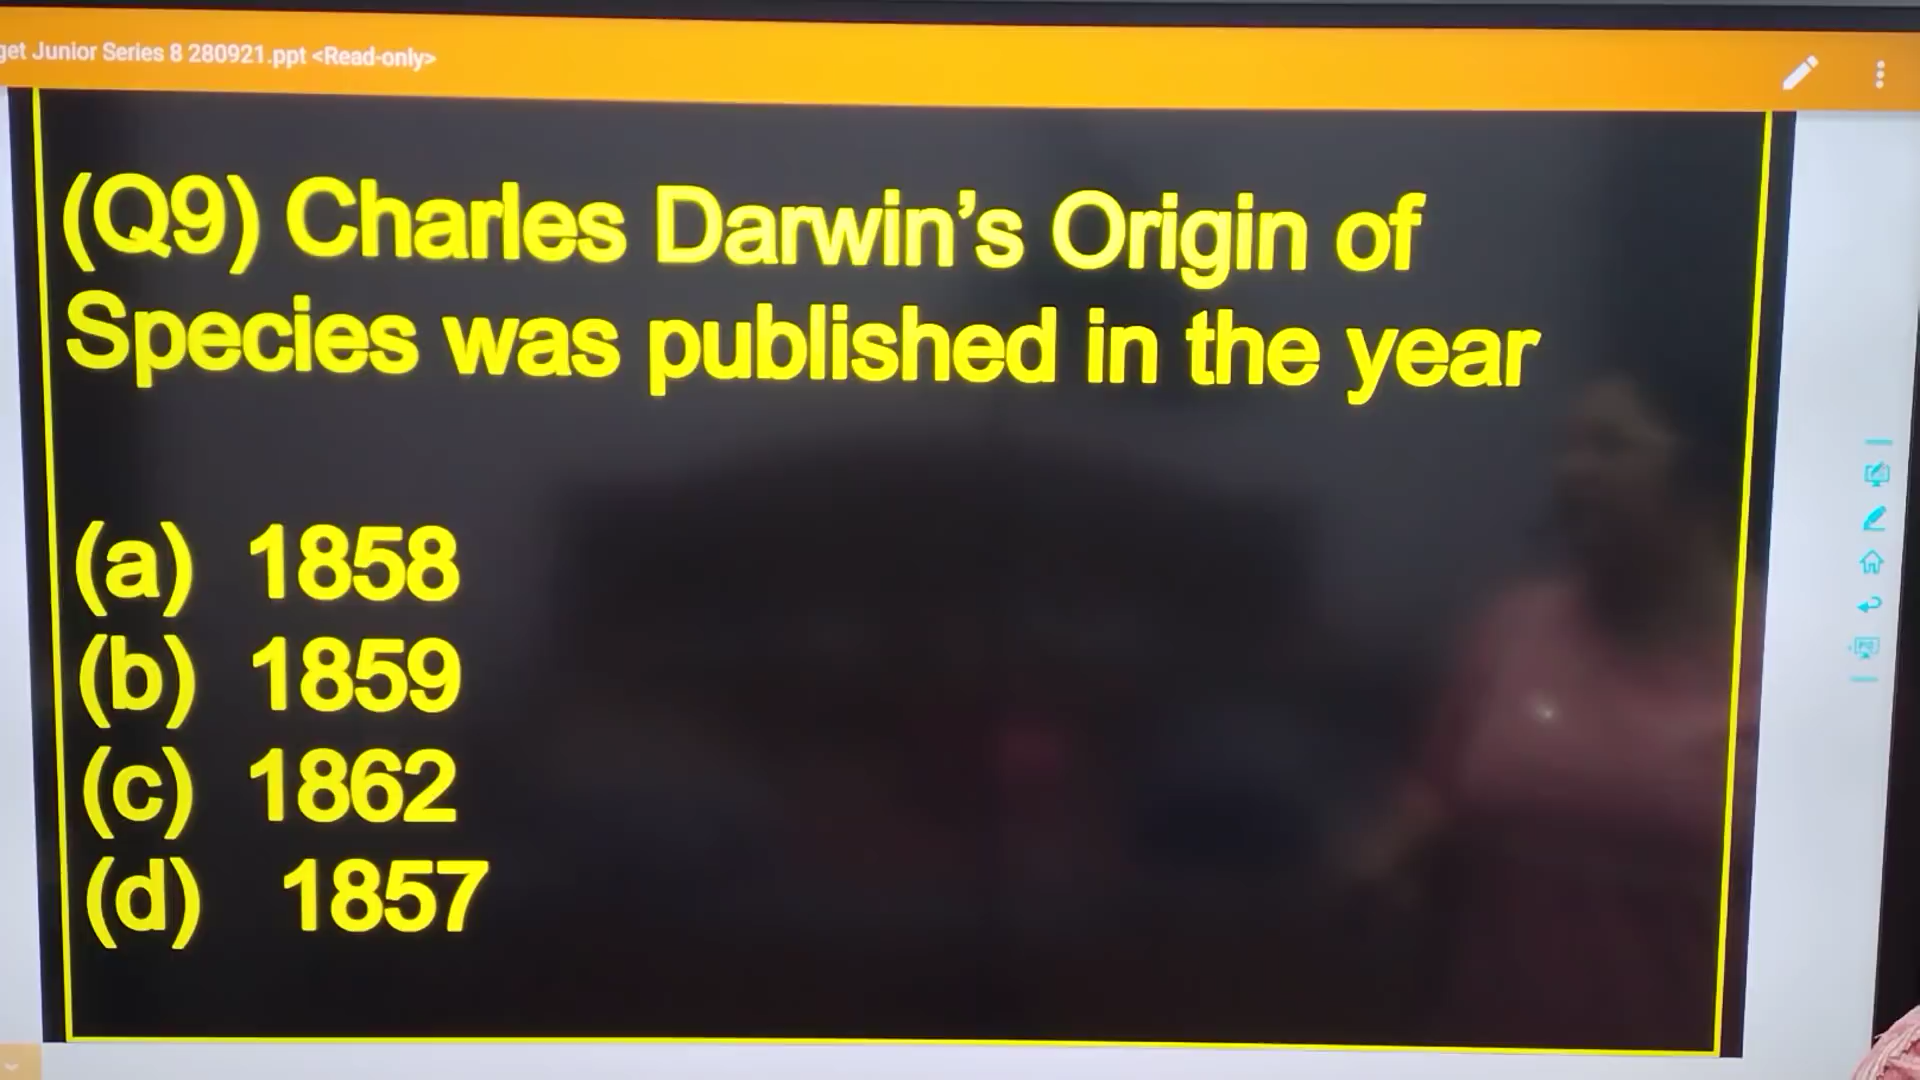 get Junior Series 8 280921.ppt <Read-only>
(Q9) Charles Darwin’s Origin of
Species was published in the year
(a) 1858
(b) 1859
(c) 1862
(d) 1857